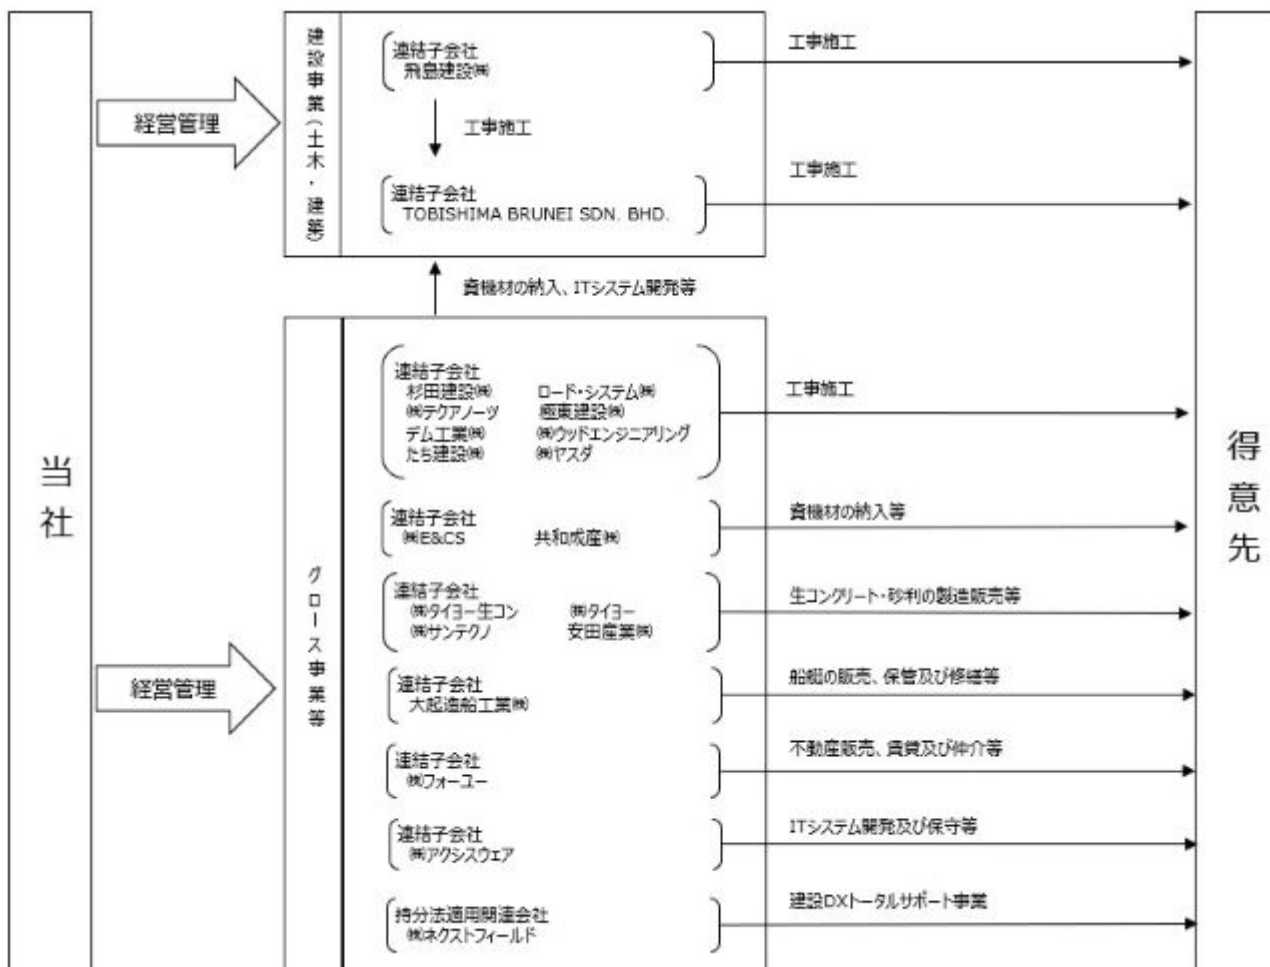 当社
経営管理
経営管理
建設事業(土木・建築)
連結子会社
飛島建設㈱
工事施工
工事施工
連結子会社
TOBISHIMA BRUNEI SDN. BHD.
工事施工
資機材の納入、ITシステム開発等
グロース事業等
連結子会社
杉田建設㈱ ロード・システム㈱
㈱テクアノーツ 極東建設㈱
デム工業㈱ ㈱ウッドエンジニアリング
たち建設㈱ ㈱ヤスダ
工事施工
連結子会社
㈱E&CS 共和成産㈱
資機材の納入等
連結子会社
㈱タイヨー生コン ㈱タイヨー
㈱サンテクノ 安田産業㈱
生コンクリート・砂利の製造販売等
連結子会社
大起造船工業㈱
船艇の販売、保管及び修繕等
連結子会社
㈱フォーユー
不動産販売、賃貸及び仲介等
連結子会社
㈱アクシスウェア
ITシステム開発及び保守等
持分法適用関連会社
㈱ネクストフィールド
建設DXトータルサポート事業
得意先